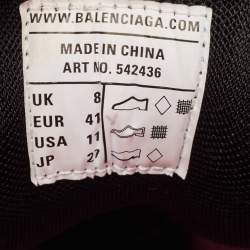 WWW.BALENCIAGA.COM
MADE IN CHINA
ART NO. 542436
UK 8
EUR 41
USA 11
JP 27